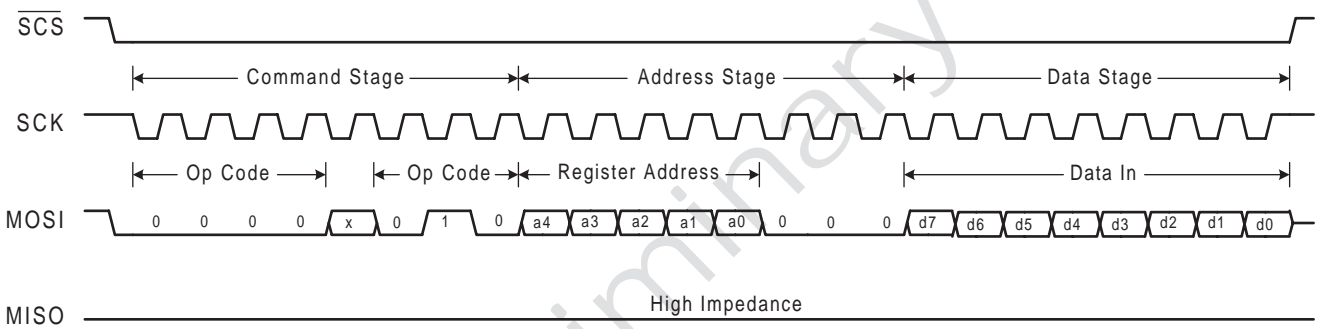 SCS
Command Stage Address Stage Data Stage
SCK
Op Code Op Code Register Address Data In
MOSI 0 0 0 0 x 0 1 0 a4 a3 a2 a1 a0 0 0 0 d7 d6 d5 d4 d3 d2 d1 d0
High Impedance
MISO